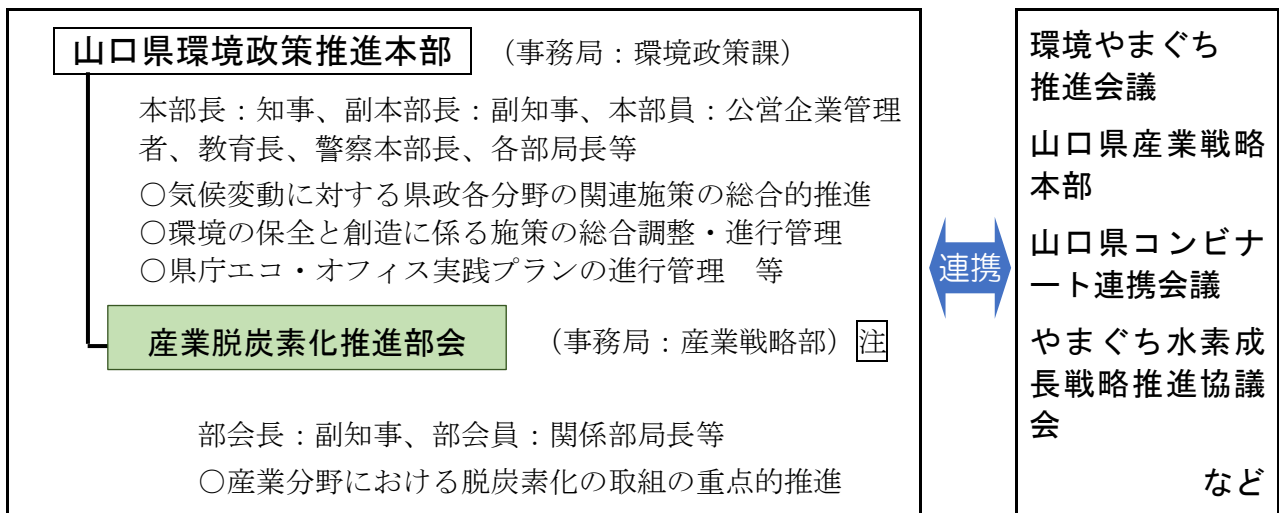 山口県環境政策推進本部 (事務局:環境政策課)
本部長:知事、副本部長:副知事、本部員:公営企業管理
者、教育長、警察本部長、各部局長等
○気候変動に対する県政各分野の関連施策の総合的推進
○環境の保全と創造に係る施策の総合調整・進行管理
○県庁エコ・オフィス実践プランの進行管理 等
産業脱炭素化推進部会 (事務局:産業戦略部) 注
部会長:副知事、部会員:関係部局長等
○産業分野における脱炭素化の取組の重点的推進
連携
環境やまぐち
推進会議
山口県産業戦略
本部
山口県コンビナ
ート連携会議
やまぐち水素成
長戦略推進協議
会
など